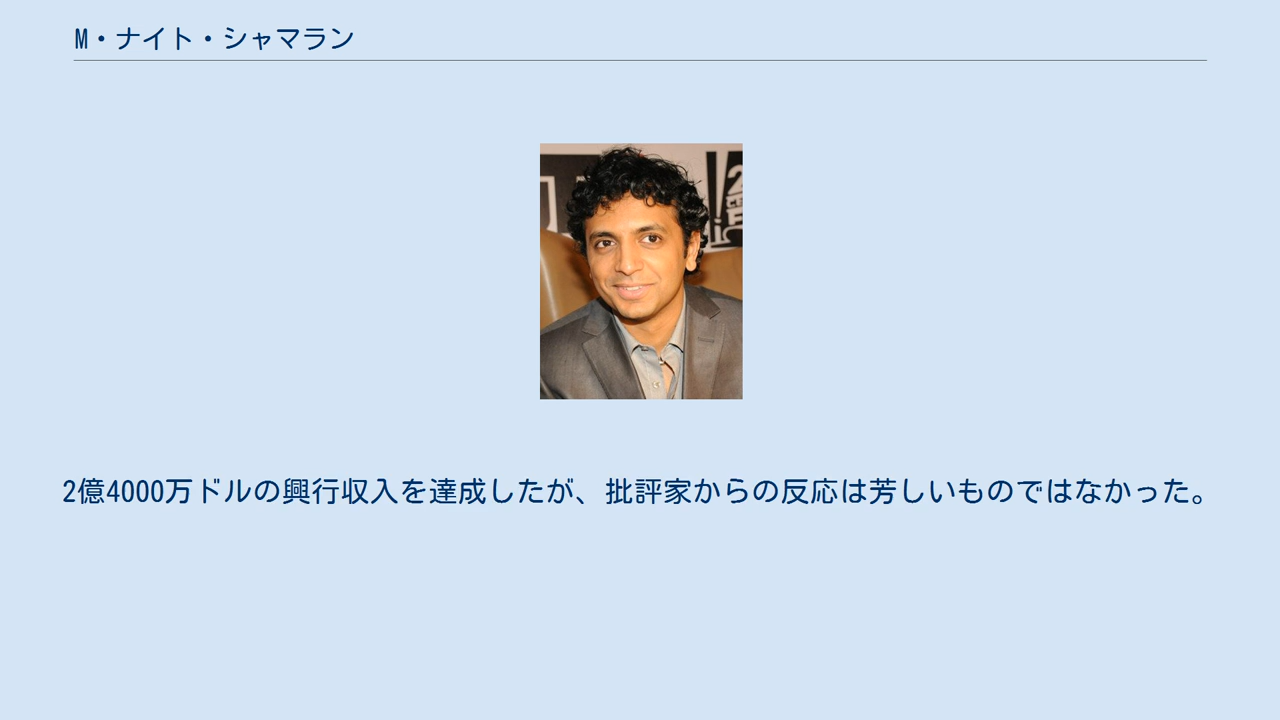 M・ナイト・シャマラン
2億4000万ドルの興行収入を達成したが、批評家からの反応は芳しいものではなかった。